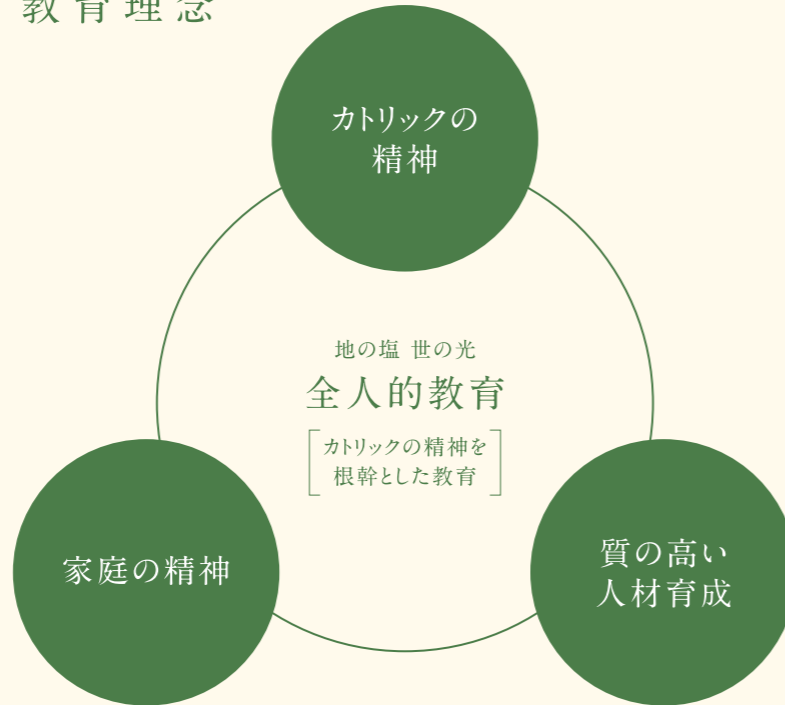 教育理念
カトリックの
精神
地の塩 世の光
全人的教育
カトリックの精神を
根幹とした教育
家庭の精神
質の高い
人材育成